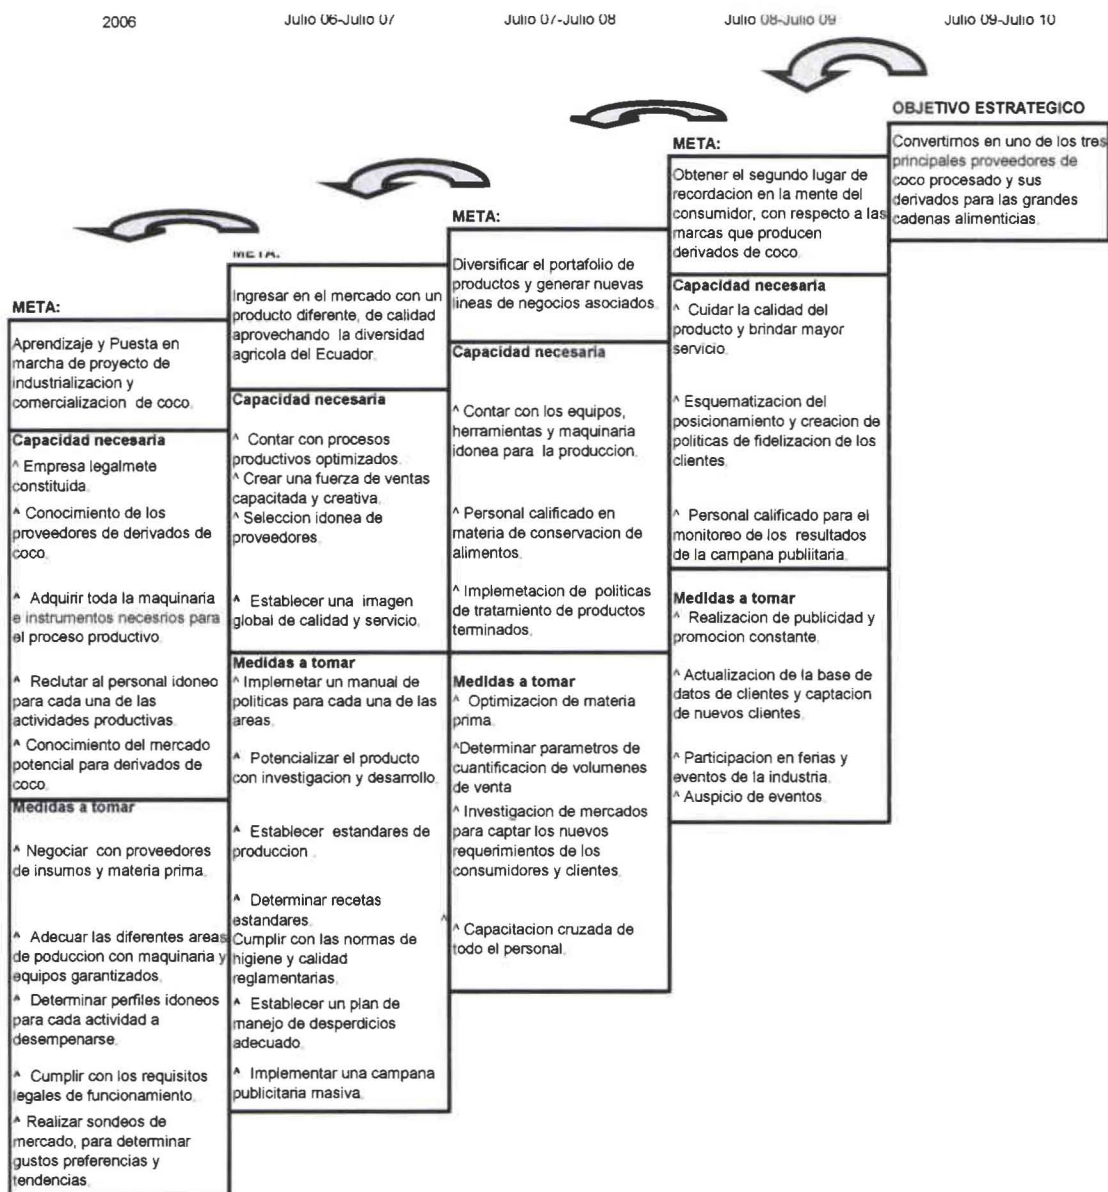 2006
Julio 06-Julio 07
Julio 07-Julio 08
Julio 08-Julio 09
Julio 09-Julio 10
META:
Aprendizaje y Puesta en
marcha de proyecto de
industrializacion y
comercializacion de coco.
Capacidad necesaria
^ Empresa legalmete
constituida.
^ Conocimiento de los
proveedores de derivados de
coco.
^ Adquirir toda la maquinaria
e instrumentos necesrios para
el proceso productivo.
^ Reclutar al personal idoneo
para cada una de las
actividades productivas.
^ Conocimiento del mercado
potencial para derivados de
coco.
Medidas a tomar
^ Negociar con proveedores
de insumos y materia prima.
^ Adecuar las diferentes areas
de poduccion con maquinaria y
equipos garantizados.
^ Determinar perfiles idoneos
para cada actividad a
desempenarse.
^ Cumplir con los requisitos
legales de funcionamiento.
^ Realizar sondeos de
mercado, para determinar
gustos preferencias y
tendencias.
META:
Ingresar en el mercado con un
producto diferente, de calidad
aprovechando la diversidad
agricola del Ecuador.
Capacidad necesaria
^ Contar con procesos
productivos optimizados.
^ Crear una fuerza de ventas
capacitada y creativa.
^ Seleccion idonea de
proveedores.
^ Establecer una imagen
global de calidad y servicio.
Medidas a tomar
^ Implemetar un manual de
politicas para cada una de las
areas.
^ Potencializar el producto
con investigacion y desarrollo.
^ Establecer estandares de
produccion .
^ Determinar recetas
estandares.
^
Cumplir con las normas de
higiene y calidad
reglamentarias.
^ Establecer un plan de
manejo de desperdicios
adecuado.
^ Implementar una campana
publicitaria masiva.
META:
Diversificar el portafolio de
productos y generar nuevas
lineas de negocios asociados.
Capacidad necesaria
^ Contar con los equipos,
herramientas y maquinaria
idonea para la produccion.
^ Personal calificado en
materia de conservacion de
alimentos.
^ Implemetacion de politicas
de tratamiento de productos
terminados.
Medidas a tomar
^ Optimizacion de materia
prima.
^Determinar parametros de
cuantificacion de volumenes
de venta
^ Investigacion de mercados
para captar los nuevos
requerimientos de los
consumidores y clientes.
^ Capacitacion cruzada de
todo el personal.
META:
Obtener el segundo lugar de
recordacion en la mente del
consumidor, con respecto a las
marcas que producen
derivados de coco.
Capacidad necesaria
^ Cuidar la calidad del
producto y brindar mayor
servicio.
^ Esquematizacion del
posicionamiento y creacion de
politicas de fidelizacion de los
clientes.
^ Personal calificado para el
monitoreo de los resultados
de la campana publiitaria.
Medidas a tomar
^ Realizacion de publicidad y
promocion constante.
^ Actualizacion de la base de
datos de clientes y captacion
de nuevos clientes.
^ Participacion en ferias y
eventos de la industria.
^ Auspicio de eventos.
OBJETIVO ESTRATEGICO
Convertirnos en uno de los tres
principales proveedores de
coco procesado y sus
derivados para las grandes
cadenas alimenticias.